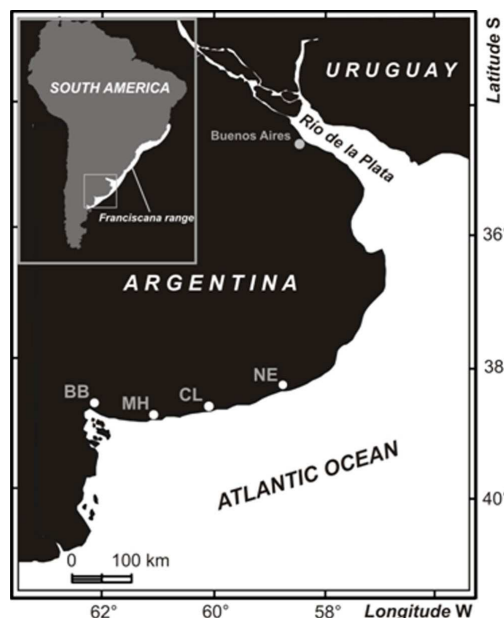 SOUTH AMERICA
Franciscana range
URUGUAY
Latitude S
Buenos Aires
Río de la Plata
36°
ARGENTINA
38°
BB
MH
CL
NE
ATLANTIC OCEAN
40°
0 100 km
62° 60° 58° Longitude W